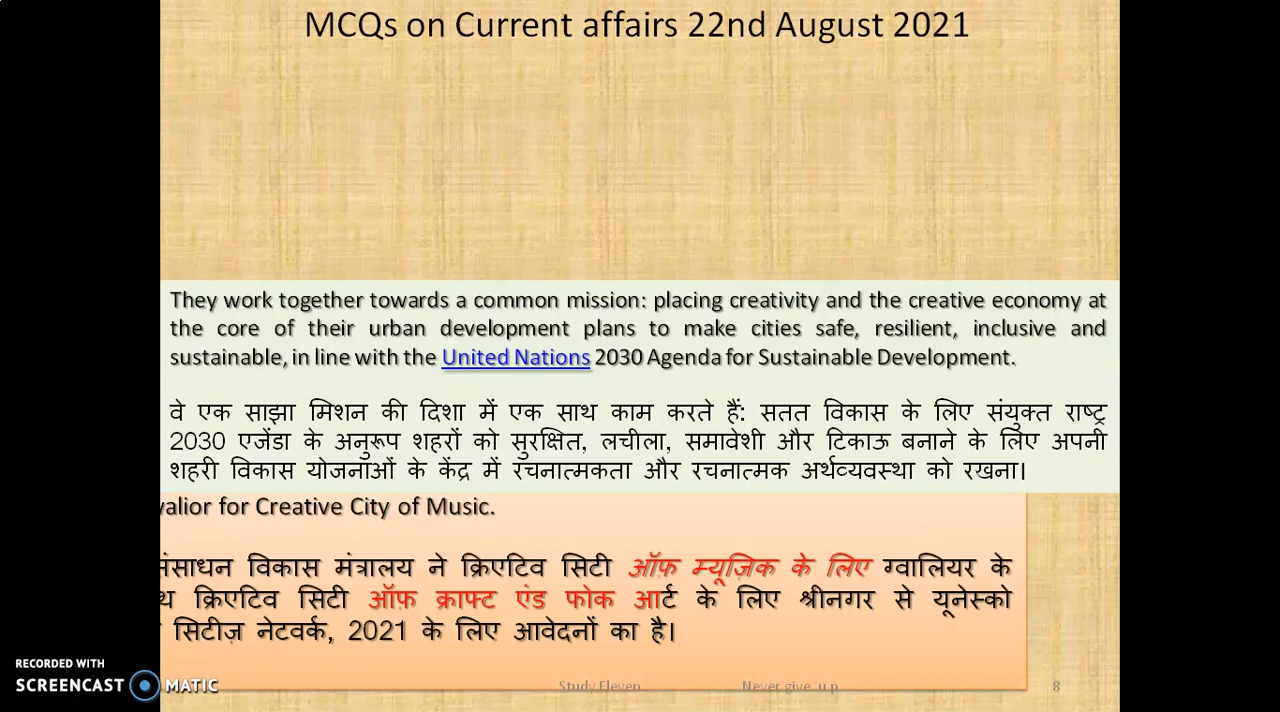 MCQs on Current affairs 22nd August 2021
They work together towards a common mission: placing creativity and the creative economy at
the core of their urban development plans to make cities safe, resilient, inclusive and
sustainable, in line with the United Nations 2030 Agenda for Sustainable Development.
वे एक साझा मिशन की दिशा में एक साथ काम करते हैं: सतत विकास के लिए संयुक्त राष्ट्र
2030 एजेंडा के अनुरूप शहरों को सुरक्षित, लचीला, समावेशी और टिकाऊ बनाने के लिए अपनी
शहरी विकास योजनाओं के केंद्र में रचनात्मकता और रचनात्मक अर्थव्यवस्था को रखना।
valior for Creative City of Music.
संसाधन विकास मंत्रालय ने क्रिएटिव सिटी ऑफ़ म्यूज़िक के लिए ग्वालियर के
थ क्रिएटिव सिटी ऑफ़ क्राफ्ट एंड फोक आर्ट के लिए श्रीनगर से यूनेस्को
सिटीज़ नेटवर्क, 2021 के लिए आवेदनों का है।
RECORDED WITH
SCREENCAST MATIC
Study Eleven Never give u p 8